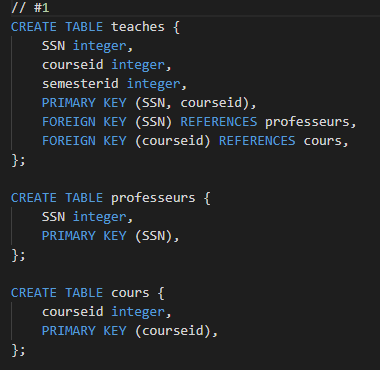 // #1
CREATE TABLE teaches {
    SSN integer,
    courseid integer,
    semesterid integer,
    PRIMARY KEY (SSN, courseid),
    FOREIGN KEY (SSN) REFERENCES professeurs,
    FOREIGN KEY (courseid) REFERENCES cours,
};

CREATE TABLE professeurs {
    SSN integer,
    PRIMARY KEY (SSN),
};

CREATE TABLE cours {
    courseid integer,
    PRIMARY KEY (courseid),
};